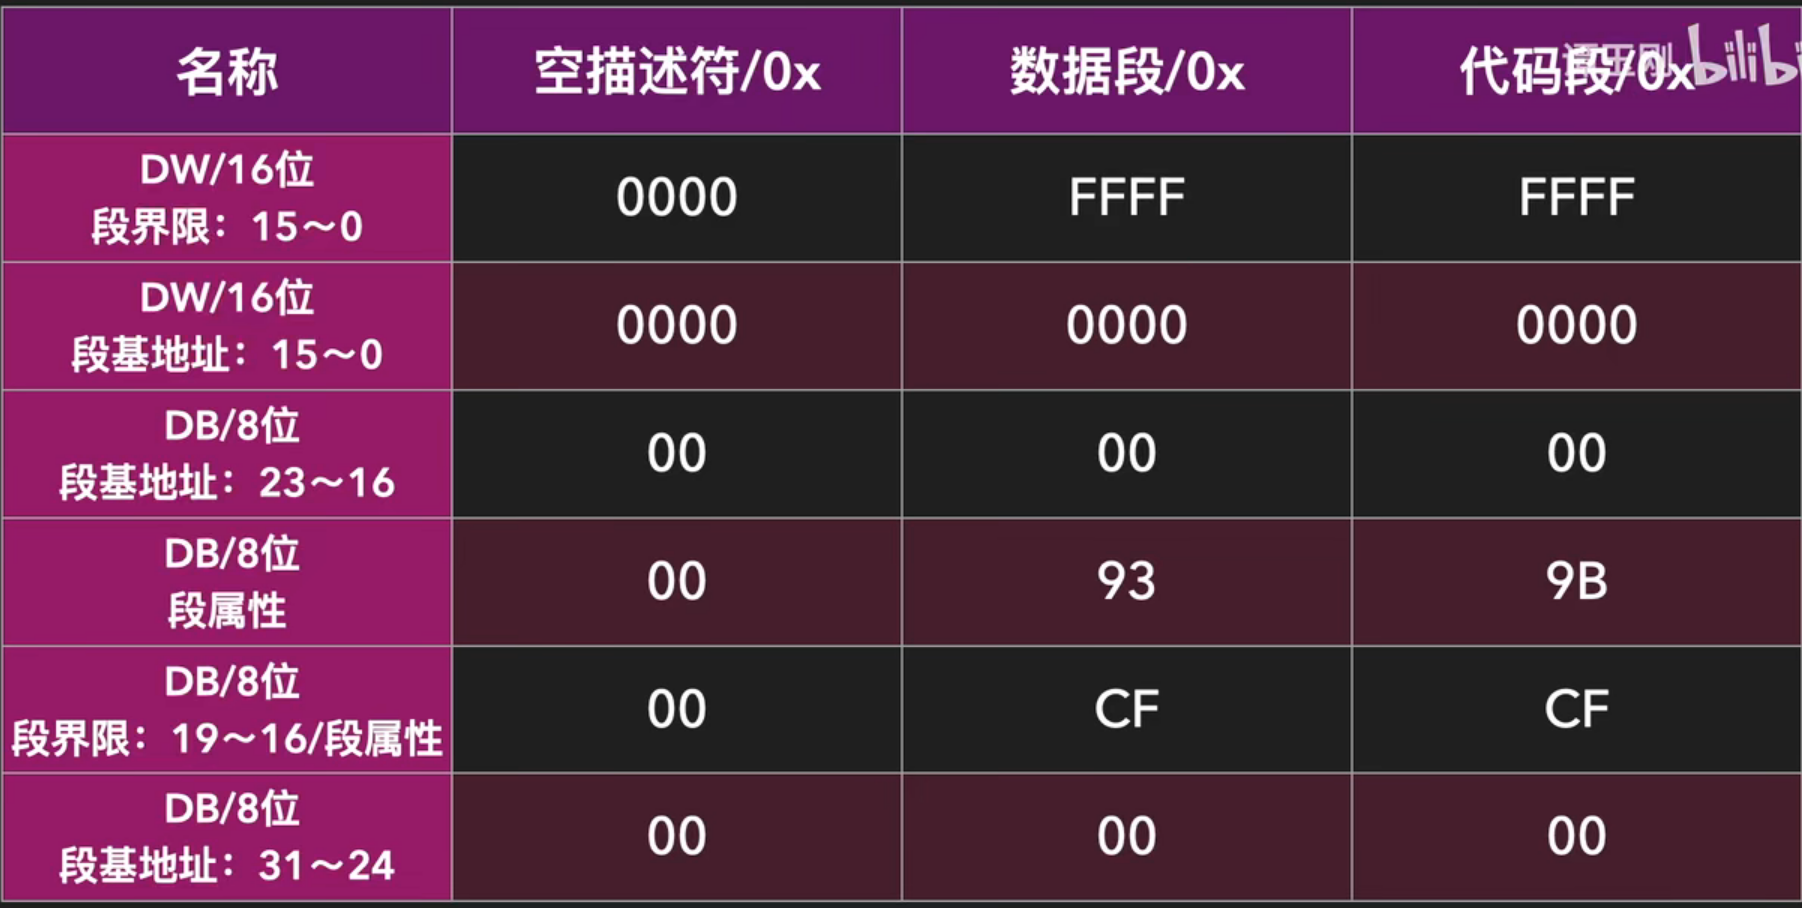 名称
空描述符/0x
数据段/0x
代码段/0x
bilibi
DW/16位
段界限：15～0
0000
FFFF
FFFF
DW/16位
段基地址：15～0
0000
0000
0000
DB/8位
段基地址：23～16
00
00
00
DB/8位
段属性
00
93
9B
DB/8位
段界限：19～16/段属性
00
CF
CF
DB/8位
段基地址：31～24
00
00
00